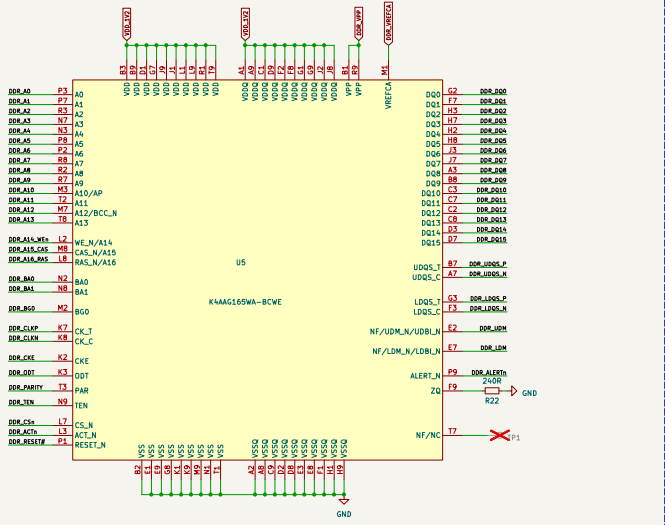 VDD_1V2
VDD_1V2
DDR_VPP
DDR_VREFCA
B3 B9 D1 G7 J9 J1 L1 L9 R1 T9 A1 A9 C1 D9 F2 F8 G1 G9 J2 J8 B1 R9 M1
VDD VDD VDD VDD VDD VDD VDD VDD VDD VDD VDDQ VDDQ VDDQ VDDQ VDDQ VDDQ VDDQ VDDQ VDDQ VDDQ VPP VPP VREFCA
DDR_A0 P3 A0
DDR_A1 P7 A1
DDR_A2 R3 A2
DDR_A3 N7 A3
DDR_A4 N3 A4
DDR_A5 P8 A5
DDR_A6 P2 A6
DDR_A7 R8 A7
DDR_A8 R2 A8
DDR_A9 R7 A9
DDR_A10 M3 A10/AP
DDR_A11 T2 A11
DDR_A12 M7 A12/BCC_N
DDR_A13 T8 A13
DDR_A14_WEn L2 WE_N/A14
DDR_A15_CAS M8 CAS_N/A15
DDR_A16_RAS L8 RAS_N/A16
DDR_BA0 N2 BA0
DDR_BA1 N8 BA1
DDR_BG0 M2 BG0
DDR_CLKP K7 CK_T
DDR_CLKN K8 CK_C
DDR_CKE K2 CKE
DDR_ODT K3 ODT
DDR_PARITY T3 PAR
DDR_TEN N9 TEN
DDR_CSn L7 CS_N
DDR_ACTn L3 ACT_N
DDR_RESET# P1 RESET_N
U5
K4AAG165WA-BCWE
DQ0 G2 DDR_DQ0
DQ1 F7 DDR_DQ1
DQ2 H3 DDR_DQ2
DQ3 H7 DDR_DQ3
DQ4 H2 DDR_DQ4
DQ5 H8 DDR_DQ5
DQ6 J3 DDR_DQ6
DQ7 J7 DDR_DQ7
DQ8 A3 DDR_DQ8
DQ9 B8 DDR_DQ9
DQ10 C3 DDR_DQ10
DQ11 C7 DDR_DQ11
DQ12 C2 DDR_DQ12
DQ13 C8 DDR_DQ13
DQ14 D3 DDR_DQ14
DQ15 D7 DDR_DQ15
UDQS_T B7 DDR_UDQS_P
UDQS_C A7 DDR_UDQS_N
LDQS_T G3 DDR_LDQS_P
LDQS_C F3 DDR_LDQS_N
NF/UDM_N/UDBI_N E2 DDR_UDM
NF/LDM_N/LDBI_N E7 DDR_LDM
ALERT_N P9 DDR_ALERTn
ZQ F9 240R R22 GND
NF/NC T7 TP1
VSS VSS VSS VSS VSS VSS VSS VSS VSS VSSQ VSSQ VSSQ VSSQ VSSQ VSSQ VSSQ VSSQ VSSQ VSSQ
B2 E1 E9 G8 K1 K9 M9 N1 T1 A2 A8 C9 D2 D8 E3 E8 F1 H1 H9
GND